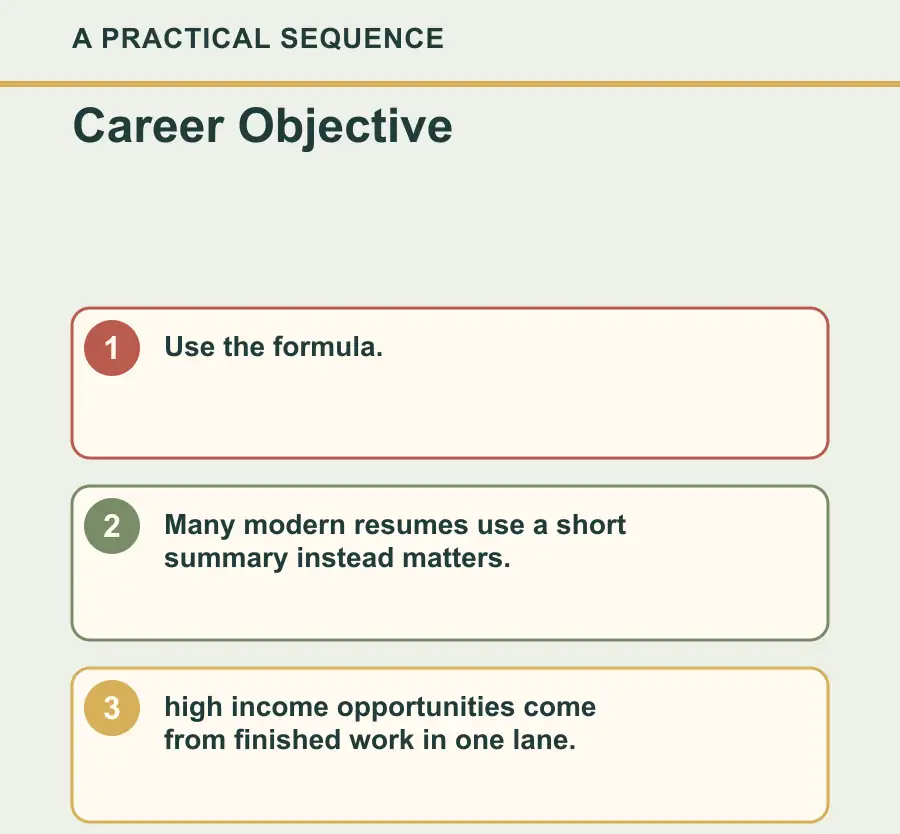 A PRACTICAL SEQUENCE
Career Objective
1
Use the formula.
2
Many modern resumes use a short
summary instead matters.
3
high income opportunities come
from finished work in one lane.